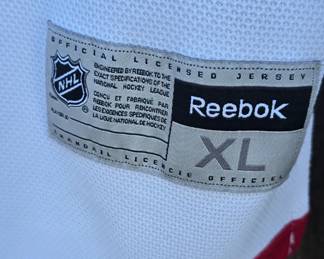 OFFICIAL LICENSED JERSEY
NHL
ENGINEERED BY REEBOK TO THE
EXACT SPECIFICATIONS OF THE
NATIONAL HOCKEY LEAGUE
CONÇU ET FABRIQUÉ PAR
REEBOK POUR RENCONTRER
LES EXIGENCES SPÉCIFIQUES DE
LA LIGUE NATIONALE DE HOCKEY
Reebok
XL
CHANDAIL LICENCIÉ OFFICIEL